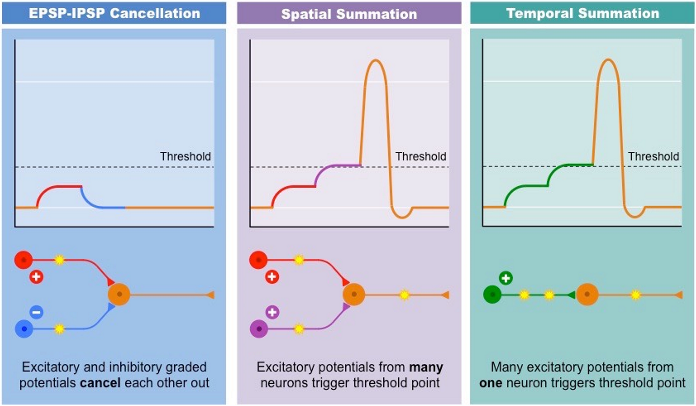 EPSP-IPSP Cancellation
Threshold
+
−
Excitatory and inhibitory graded
potentials cancel each other out
Spatial Summation
Threshold
+
+
Excitatory potentials from many
neurons trigger threshold point
Temporal Summation
Threshold
+
Many excitatory potentials from
one neuron triggers threshold point